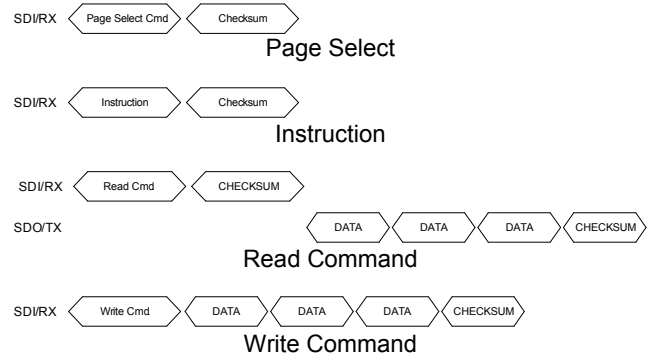 SDI/RX Page Select Cmd Checksum
Page Select
SDI/RX Instruction Checksum
Instruction
SDI/RX Read Cmd CHECKSUM
SDO/TX DATA DATA DATA CHECKSUM
Read Command
SDI/RX Write Cmd. DATA DATA DATA CHECKSUM
Write Command